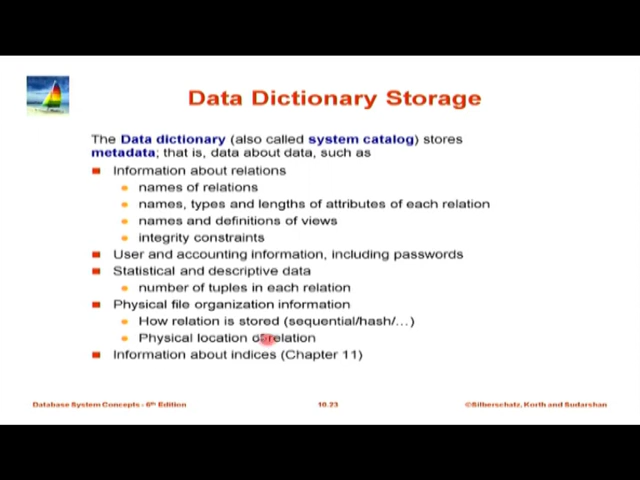 Data Dictionary Storage
The Data dictionary (also called system catalog) stores
metadata; that is, data about data, such as
Information about relations
names of relations
names, types and lengths of attributes of each relation
names and definitions of views
integrity constraints
User and accounting information, including passwords
Statistical and descriptive data
number of tuples in each relation
Physical file organization information
How relation is stored (sequential/hash/…)
Physical location of relation
Information about indices (Chapter 11)
Database System Concepts - 6th Edition
10.23
©Silberschatz, Korth and Sudarshan